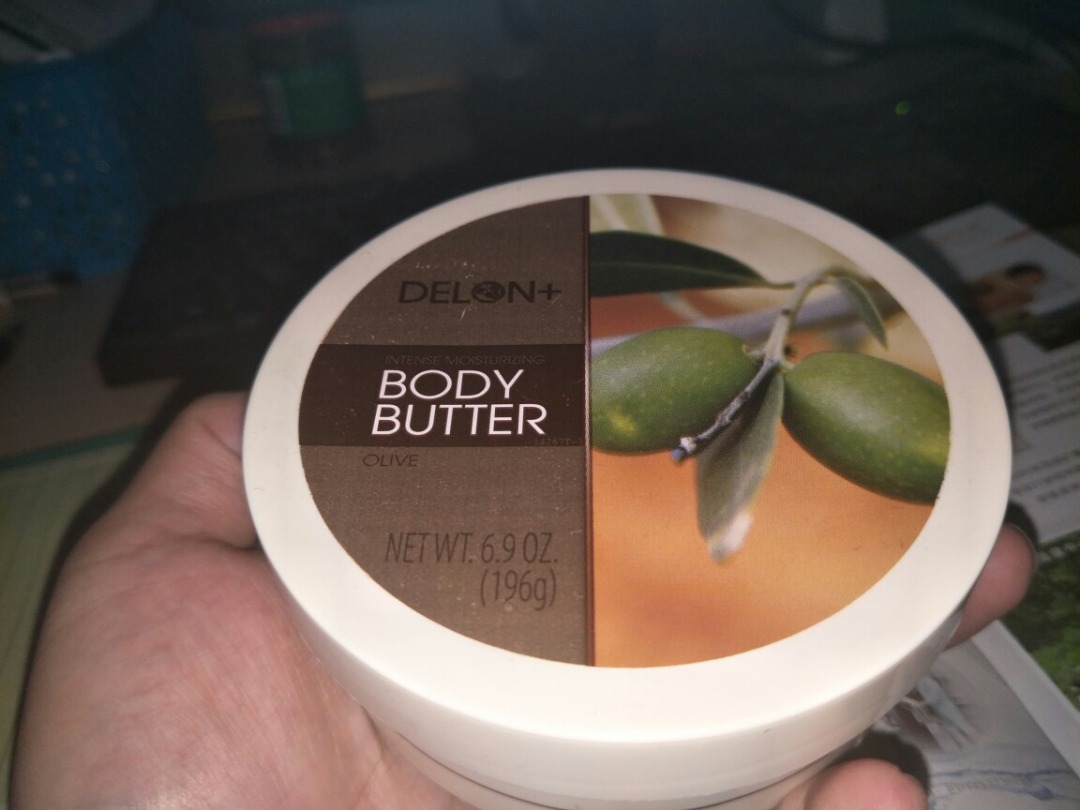 DELON+
INTENSE MOISTURIZING
BODY
BUTTER
OLIVE
NET WT. 6.9 OZ.
(196g)